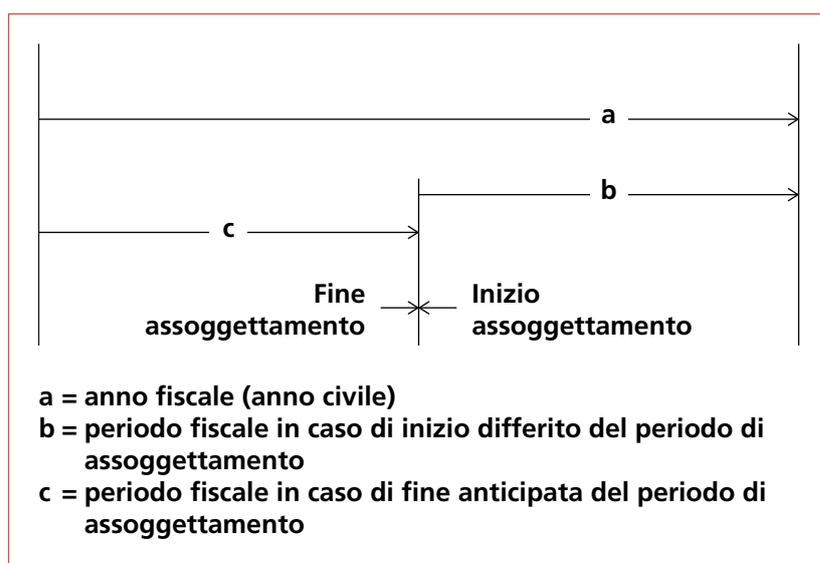 a
b
c
Fine
assoggettamento
Inizio
assoggettamento
a = anno fiscale (anno civile)
b = periodo fiscale in caso di inizio differito del periodo di
assoggettamento
c = periodo fiscale in caso di fine anticipata del periodo di
assoggettamento